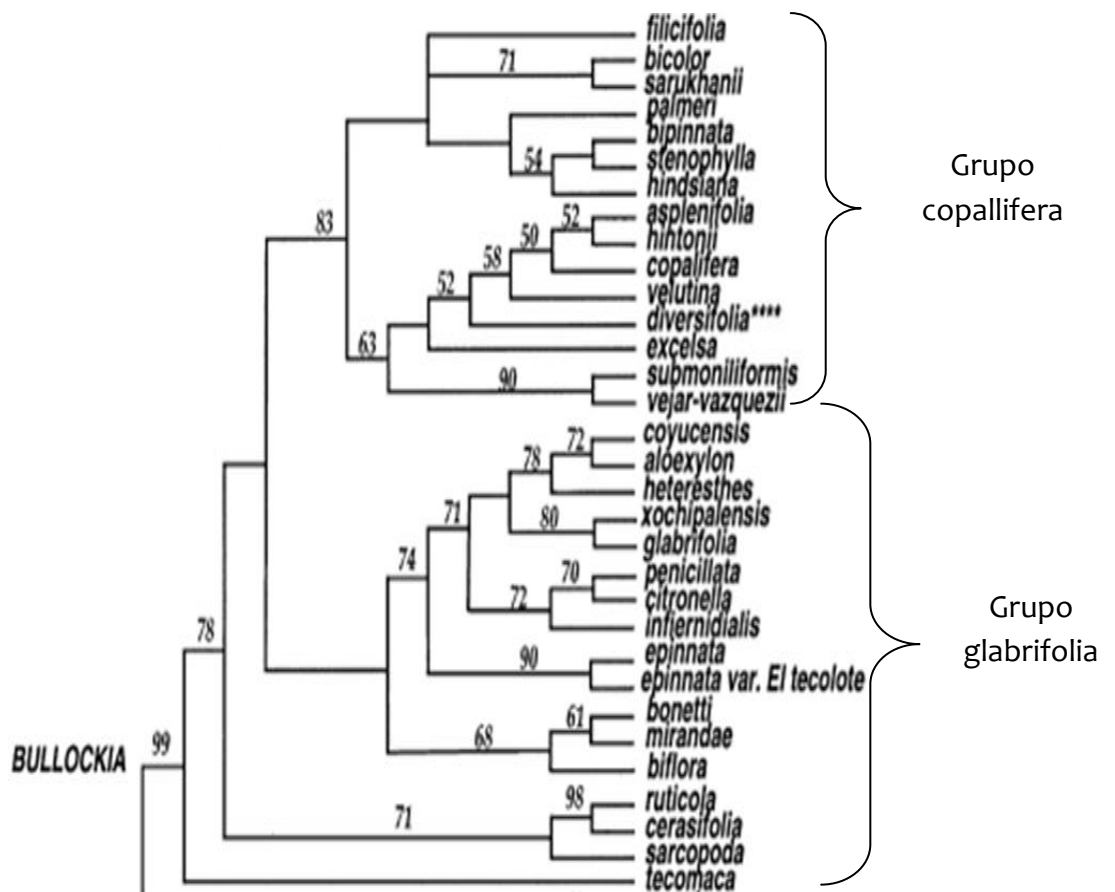 filicifolia
71
bicolor
sarukhanii
palmeri
bipinnata
54
stenophylla
hindsiana
83
52
asplenifolia
50
hintonii
58
copalifera
52
velutina
diversifolia****
63
excelsa
90
submoniliformis
vejar-vazquezii
Grupo
copallifera
72
coyucensis
78
aloexylon
heteresthes
71
80
xochipalensis
glabrifolia
74
70
penicillata
72
citronella
infiernidialis
90
epinnata
epinnata var. El tecolote
78
61
bonetti
68
mirandae
biflora
Grupo
glabrifolia
99
BULLOCKIA
98
ruticola
71
cerasifolia
sarcopoda
tecomaca